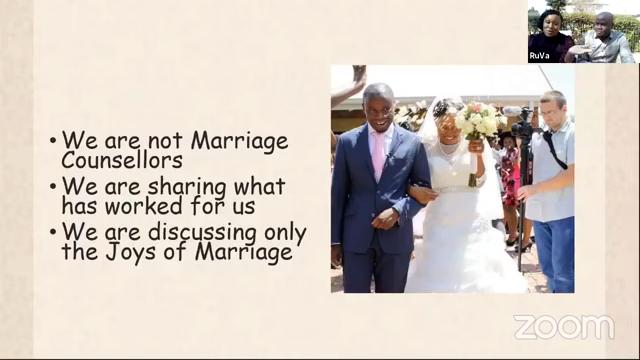 RuVa
• We are not Marriage
Counsellors
• We are sharing what
has worked for us
• We are discussing only
the Joys of Marriage
zoom